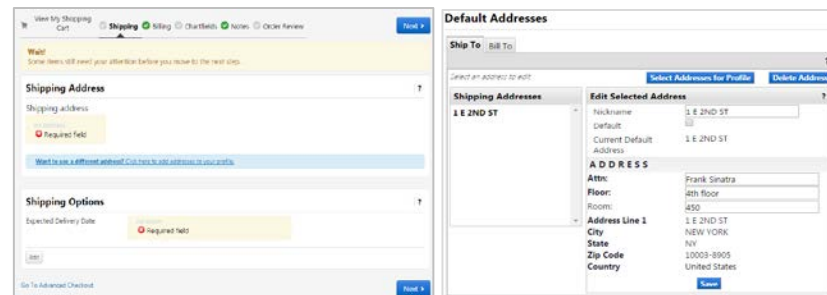 View My Shopping Cart
Shipping
Billing
Chartfields
Notes
Order Review
Next >
Wait!
Some items still need your attention before you move to the next step.
Shipping Address
?
Shipping address
Required field
Want to use a different address? Click here to add addresses to your profile.
Shipping Options
?
Expected Delivery Date
Required field
Go To Advanced Checkout
Next >
Default Addresses
Ship To
Bill To
Select an address to edit
Select Addresses for Profile
Delete Address
Shipping Addresses
1 E 2ND ST
Edit Selected Address
?
Nickname
1 E 2ND ST
Default
Current Default Address
1 E 2ND ST
ADDRESS
Attn:
Frank Sinatra
Floor:
4th floor
Room:
450
Address Line 1
1 E 2ND ST
City
NEW YORK
State
NY
Zip Code
10003-8905
Country
United States
Save